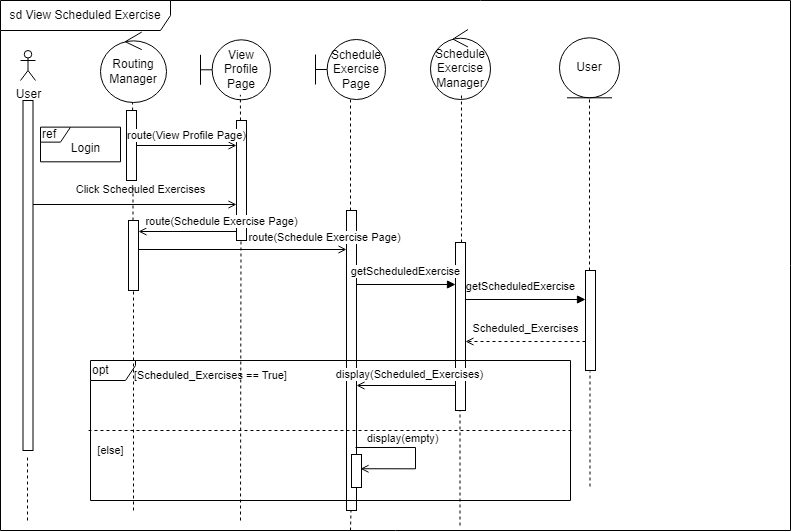 sd View Scheduled Exercise
User
Routing
Manager
View
Profile
Page
Schedule
Exercise
Page
Schedule
Exercise
Manager
User
ref
Login
route(View Profile Page)
Click Scheduled Exercises
route(Schedule Exercise Page)
route(Schedule Exercise Page)
getScheduledExercise
getScheduledExercise
Scheduled_Exercises
opt
[Scheduled_Exercises == True]
display(Scheduled_Exercises)
[else]
display(empty)